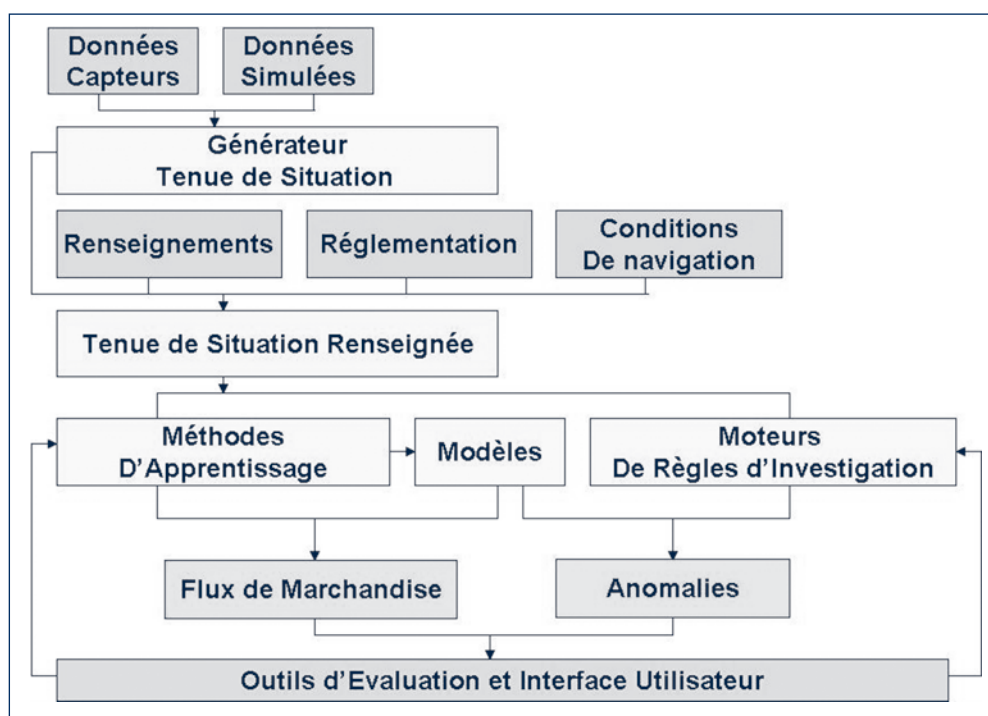 Données
Capteurs
Données
Simulées
Générateur
Tenue de Situation
Renseignements
Réglementation
Conditions
De navigation
Tenue de Situation Renseignée
Méthodes
D'Apprentissage
Modèles
Moteurs
De Règles d'Investigation
Flux de Marchandise
Anomalies
Outils d'Evaluation et Interface Utilisateur